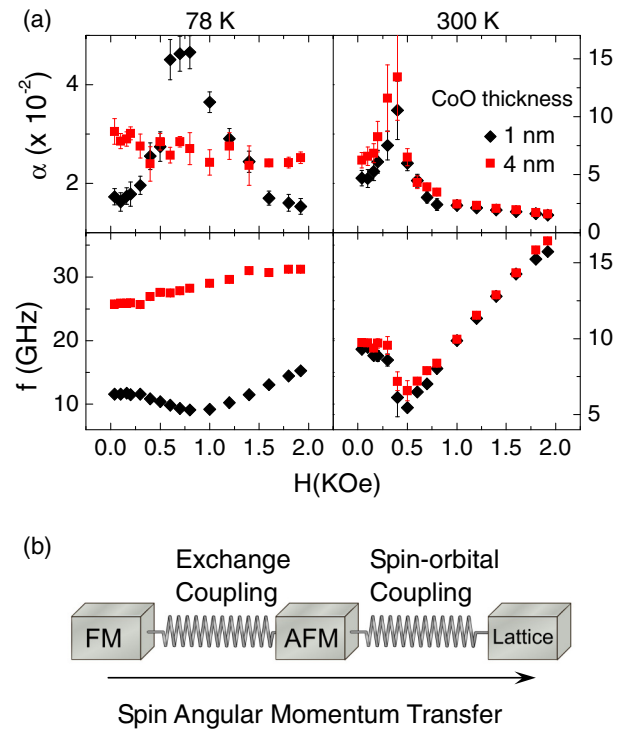 (a)
78 K
300 K
α (x 10⁻²)
4
2
15
10
5
0
CoO thickness
1 nm
4 nm
f (GHz)
30
20
10
15
10
5
0.0 0.5 1.0 1.5 2.0
0.0 0.5 1.0 1.5 2.0
H(KOe)
(b)
Exchange Coupling
Spin-orbital Coupling
FM
AFM
Lattice
Spin Angular Momentum Transfer